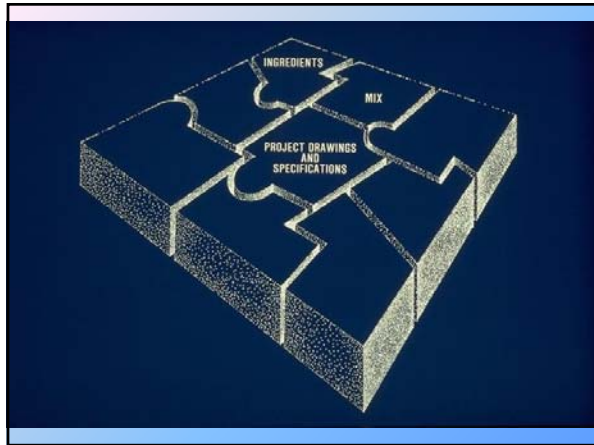 INGREDIENTS
MIX
PROJECT DRAWINGS
AND
SPECIFICATIONS